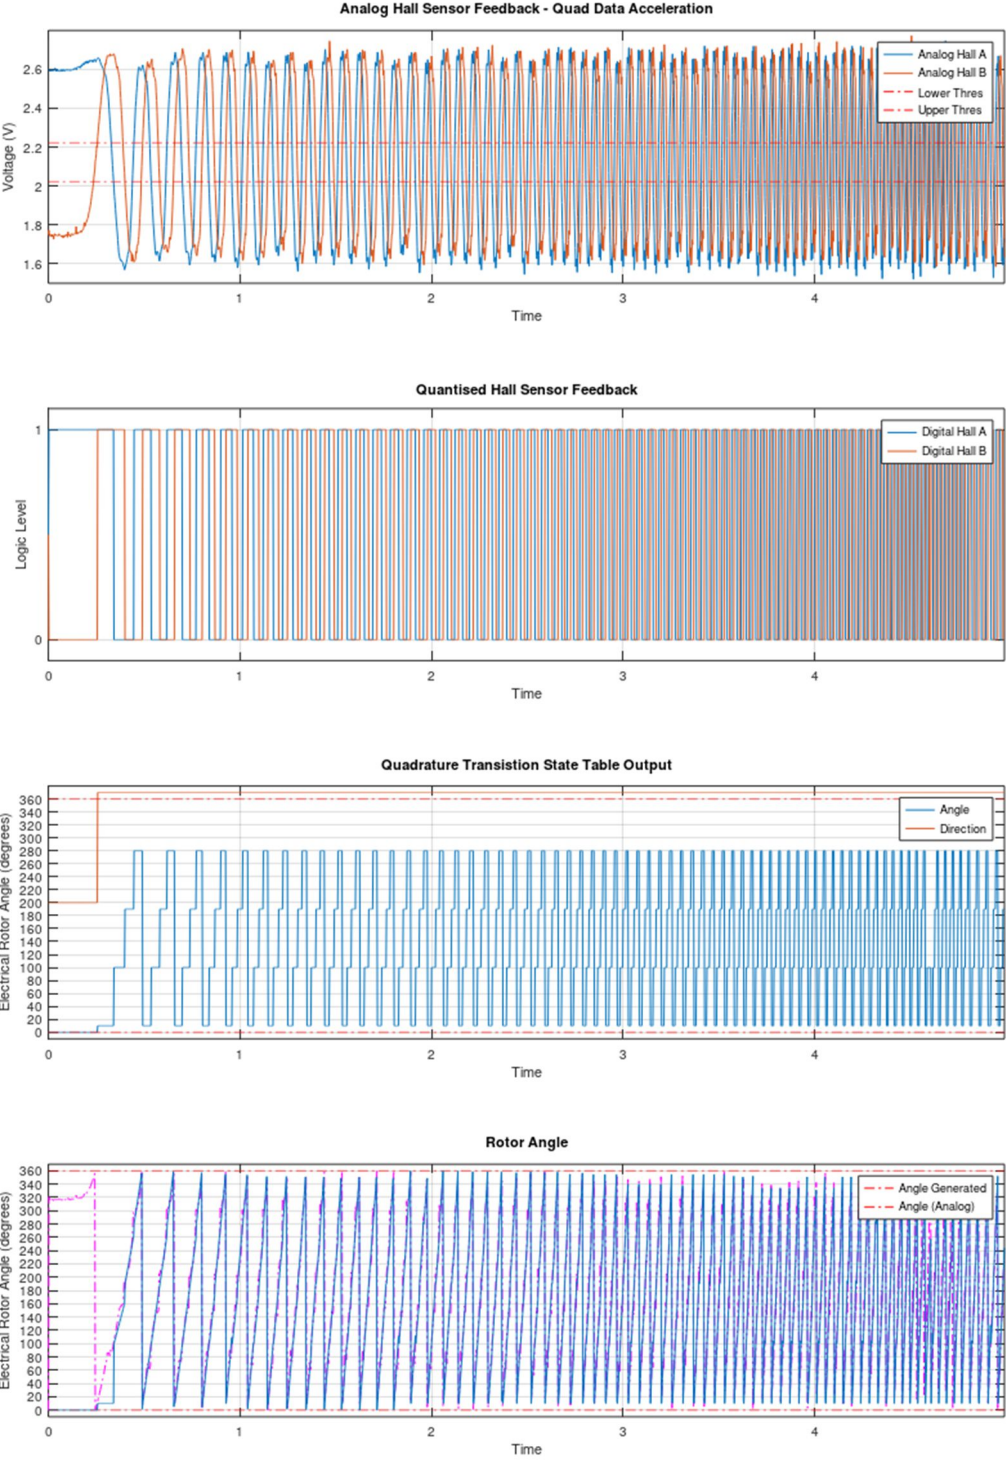 Analog Hall Sensor Feedback - Quad Data Acceleration
Voltage (V)
2.6
2.4
2.2
2
1.8
1.6
Analog Hall A
Analog Hall B
Lower Thres
Upper Thres
0 1 2 3 4
Time
Quantised Hall Sensor Feedback
Logic Level
1
0
Digital Hall A
Digital Hall B
0 1 2 3 4
Time
Quadrature Transistion State Table Output
Electrical Rotor Angle (degrees)
360
340
320
300
280
260
240
220
200
180
160
140
120
100
80
60
40
20
0
Angle
Direction
0 1 2 3 4
Time
Rotor Angle
Electrical Rotor Angle (degrees)
360
340
320
300
280
260
240
220
200
180
160
140
120
100
80
60
40
20
0
Angle Generated
Angle (Analog)
0 1 2 3 4
Time